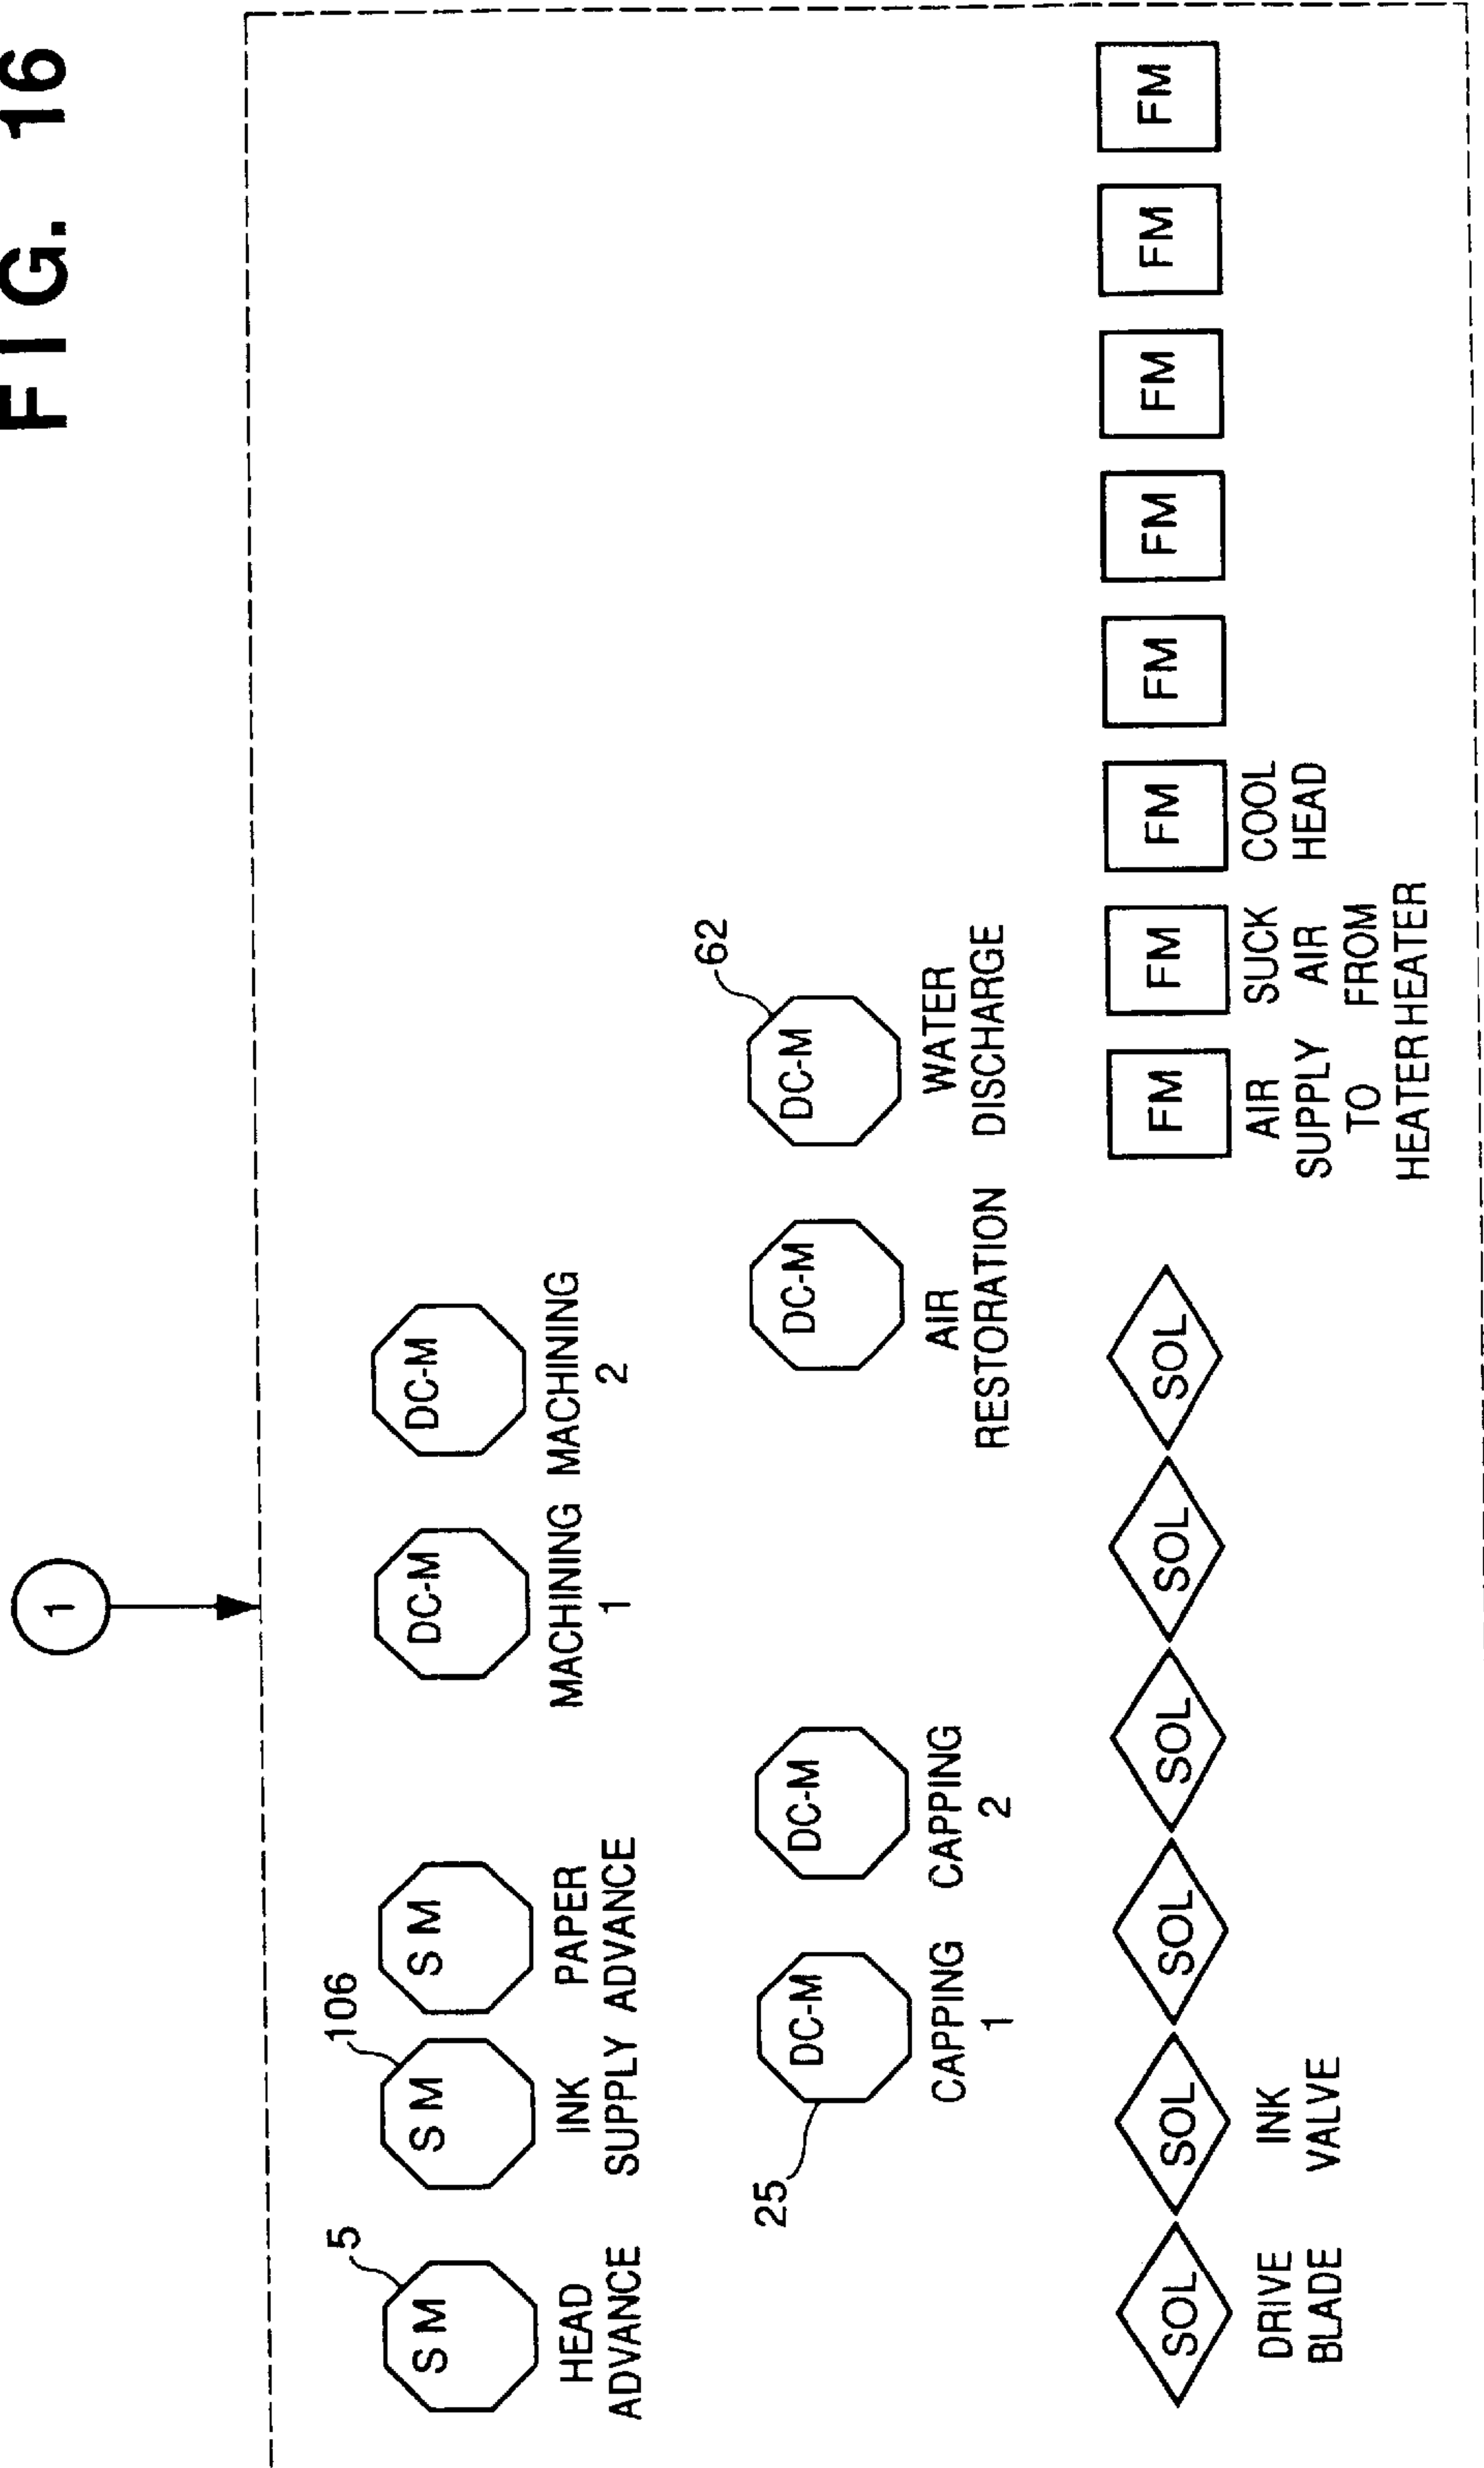 FIG. 16
1
5
106
S M
S M
S M
DC-M
DC-M
HEAD
ADVANCE
INK
SUPPLY
PAPER
ADVANCE
MACHINING
1
MACHINING
2
25
62
DC-M
DC-M
DC-M
DC-M
CAPPING
1
CAPPING
2
AIR
RESTORATION
WATER
DISCHARGE
SOL
SOL
SOL
SOL
SOL
SOL
FM
FM
FM
FM
FM
FM
FM
FM
DRIVE
BLADE
INK
VALVE
AIR
SUPPLY
TO
HEATER
SUCK
AIR
FROM
HEATER
COOL
HEAD